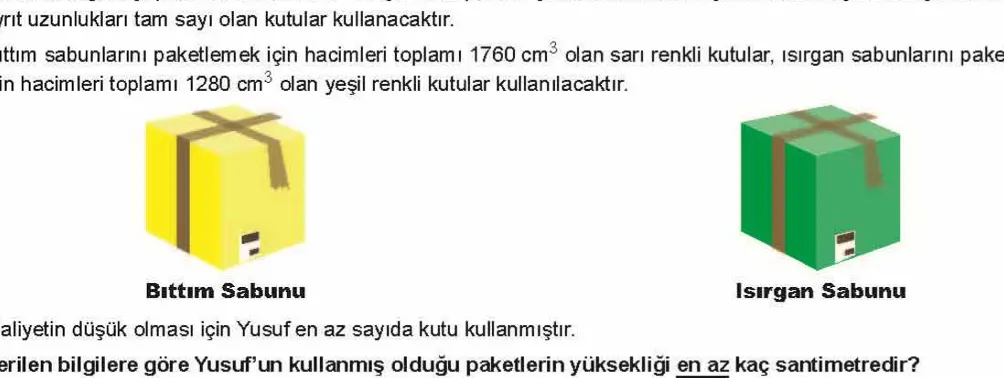 yrıt uzunlukları tam sayı olan kutular kullanacaktır.
ıttım sabunlarını paketlemek için hacimleri toplamı 1760 cm³ olan sarı renkli kutular, ısırgan sabunlarını pake
in hacimleri toplamı 1280 cm³ olan yeşil renkli kutular kullanılacaktır.
Bıttım Sabunu
Isırgan Sabunu
aliyetin düşük olması için Yusuf en az sayıda kutu kullanmıştır.
erilen bilgilere göre Yusuf'un kullanmış olduğu paketlerin yüksekliği en az kaç santimetredir?